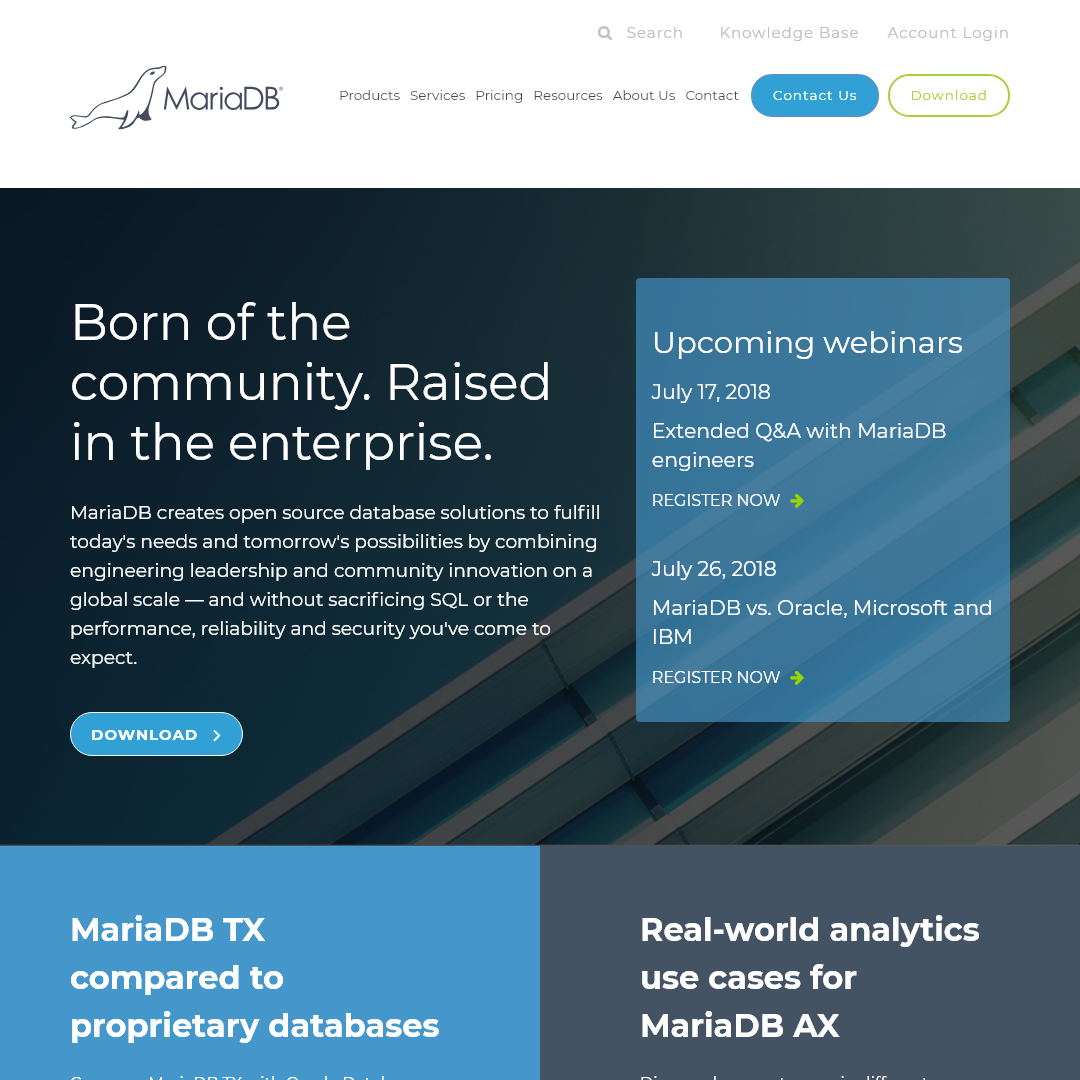 Search
Knowledge Base
Account Login
MariaDB®
Products
Services
Pricing
Resources
About Us
Contact
Contact Us
Download
Born of the
community. Raised
in the enterprise.
MariaDB creates open source database solutions to fulfill
today's needs and tomorrow's possibilities by combining
engineering leadership and community innovation on a
global scale — and without sacrificing SQL or the
performance, reliability and security you've come to
expect.
DOWNLOAD
Upcoming webinars
July 17, 2018
Extended Q&A with MariaDB
engineers
REGISTER NOW
July 26, 2018
MariaDB vs. Oracle, Microsoft and
IBM
REGISTER NOW
MariaDB TX
compared to
proprietary databases
Real-world analytics
use cases for
MariaDB AX